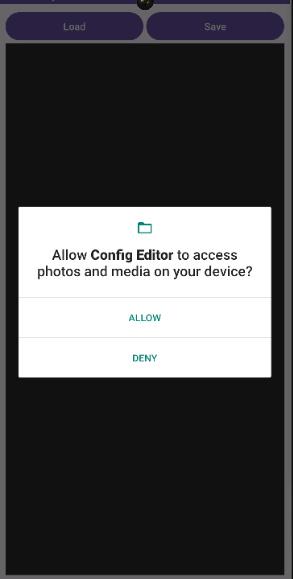 Load Save
Allow Config Editor to access
photos and media on your device?
ALLOW
DENY